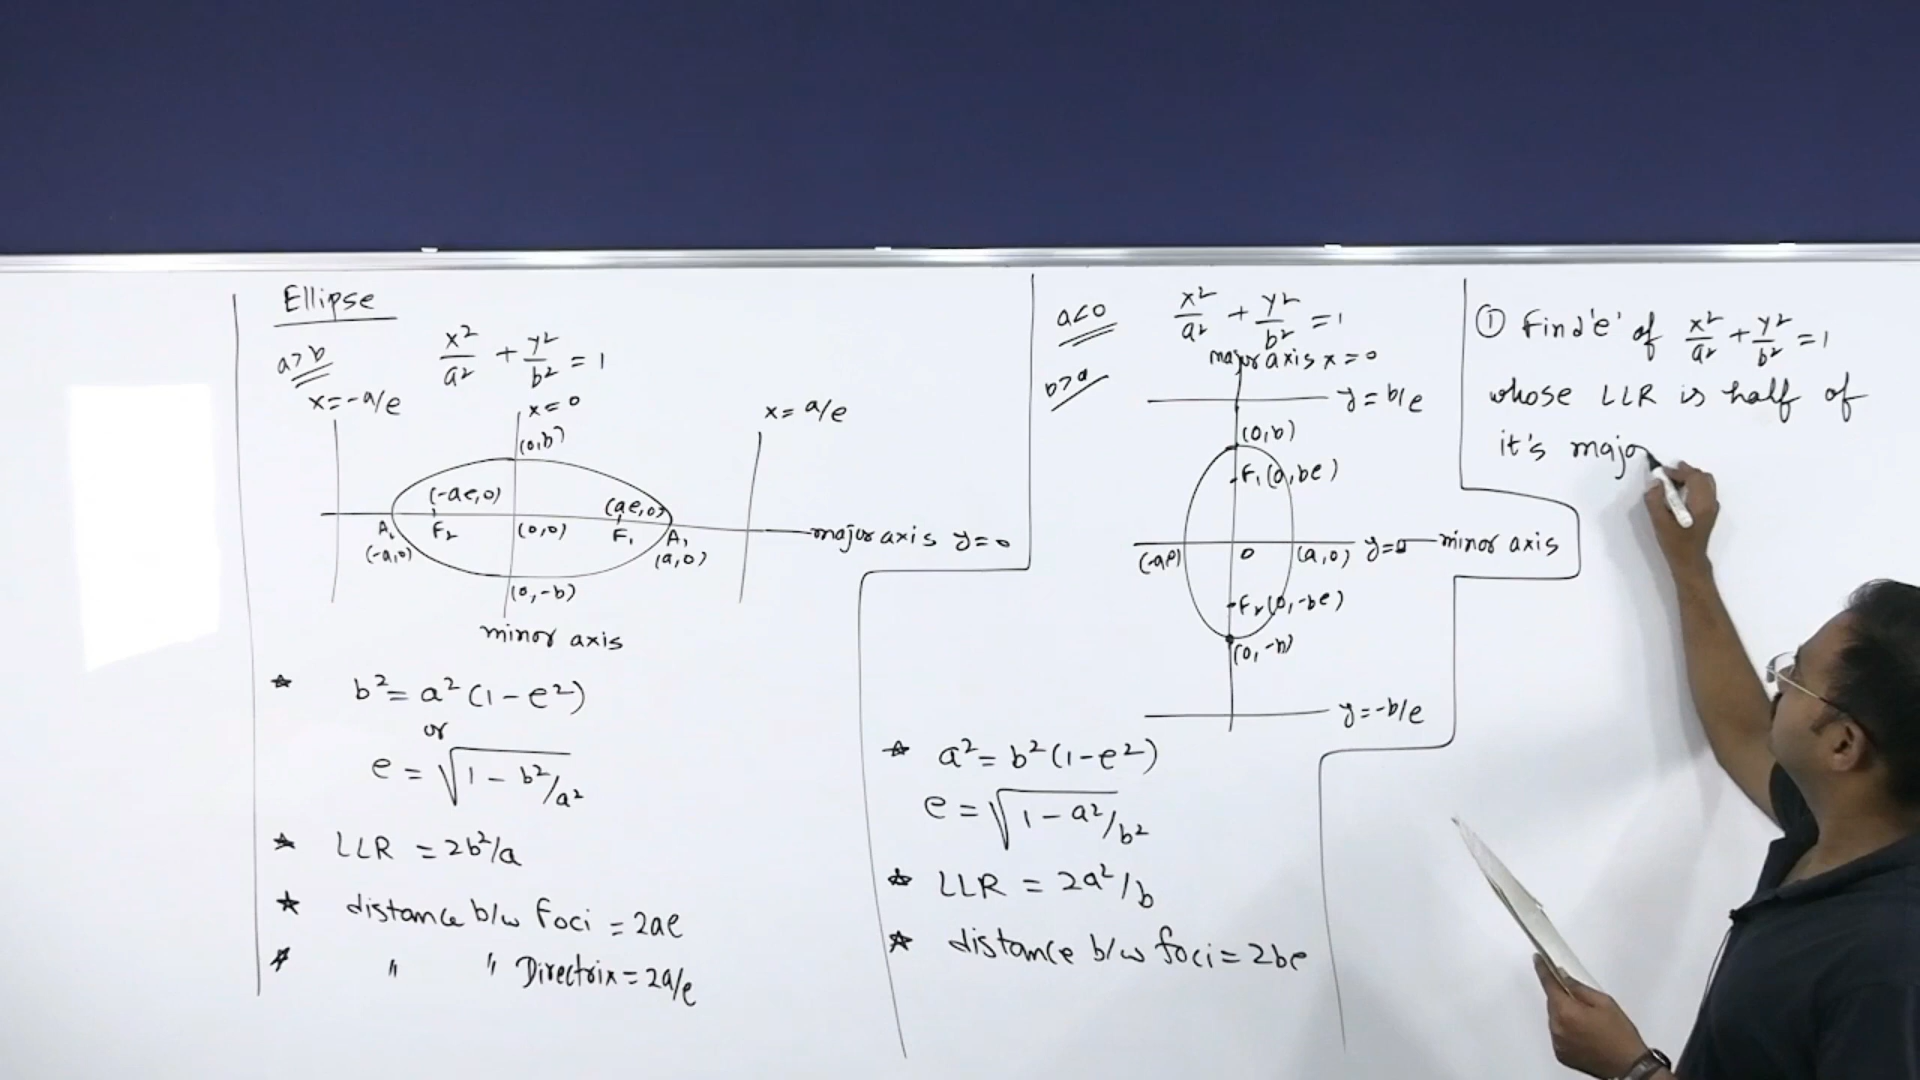 Ellipse
a>b
x²/a² + y²/b² = 1
x=-a/e
x=0
x= a/e
(0,b)
(-ae,0)
(ae,0)
A₁
F₂
(0,0)
F₁
A₁
(-a,0)
(a,0)
major axis y=0
(0,-b)
minor axis
★ b²= a²(1-e²)
or
e = √1 - b²/a²
★ LLR = 2b²/a
★ distance b/w foci = 2ae
★ " " Directrix = 2a/e
a<0
x²/a² + y²/b² = 1
major axis x=0
b>a
y=b/e
(0,b)
F₁(0,be)
y=0 minor axis
0
(a,0)
F₂(0,-be)
y=-b/e
★ a²= b²(1-e²)
e = √1 - a²/b²
★ LLR = 2a²/b
★ distance b/w foci = 2be
① Find 'e' of x²/a² + y²/b² = 1
whose LLR is half of
it's majo